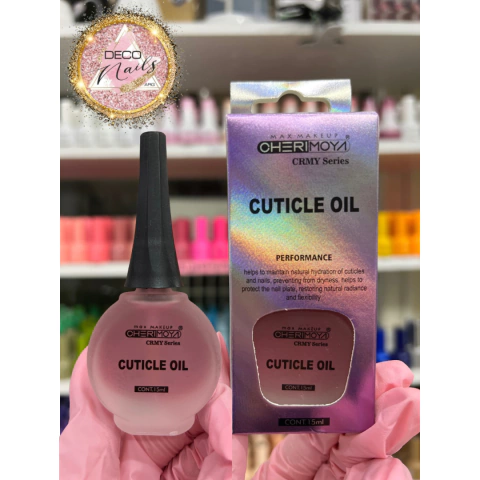 DECO
Nails
MAX MAKEUP
CHERIMOYA®
CRMY Series
CUTICLE OIL
CONT.15ml
MAX MAKEUP
CHERIMOYA®
CRMY Series
CUTICLE OIL
PERFORMANCE
helps to maintain natural hydration of cuticles
and nails, preventing from dryness, helps to
protect the nail plate, restoring natural radiance
and flexibility
MAX MAKEUP
CHERIMOYA®
CRMY Series
CUTICLE OIL
CONT.15ml